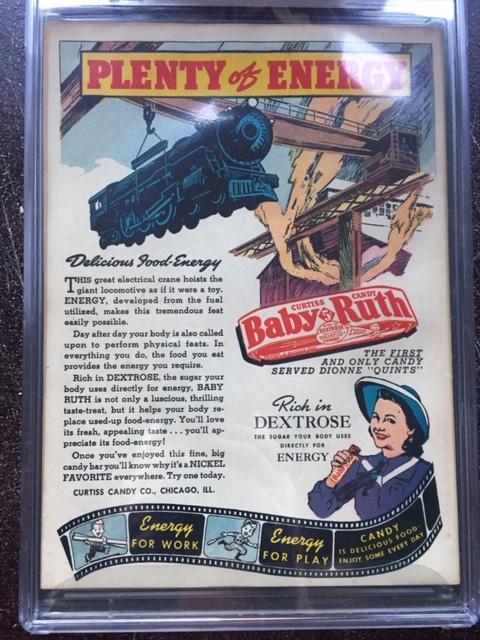 PLENTY of ENERGY
Delicious Food-Energy
THIS great electrical crane hoists the
giant locomotive as if it were a toy.
ENERGY, developed from the fuel
utilized, makes this tremendous feat
easily possible.
Day after day your body is also called
upon to perform physical feats. In
everything you do, the food you eat
provides the energy you require.
Rich in DEXTROSE, the sugar your
body uses directly for energy, BABY
RUTH is not only a luscious, thrilling
taste-treat, but it helps your body re-
place used-up food-energy. You'll love
its fresh, appealing taste . . . you'll ap-
preciate its food-energy!
Once you've enjoyed this fine, big
candy bar you'll know why it's a NICKEL
FAVORITE everywhere. Try one today.
CURTISS CANDY CO., CHICAGO, ILL.
CURTISS CANDY
Baby Ruth
5¢
THE FIRST
AND ONLY CANDY
SERVED DIONNE "QUINTS"
Rich in
DEXTROSE
THE SUGAR YOUR BODY USES
DIRECTLY FOR
ENERGY
Energy
FOR WORK
Energy
FOR PLAY
CANDY
IS DELICIOUS FOOD-
ENJOY SOME EVERY DAY